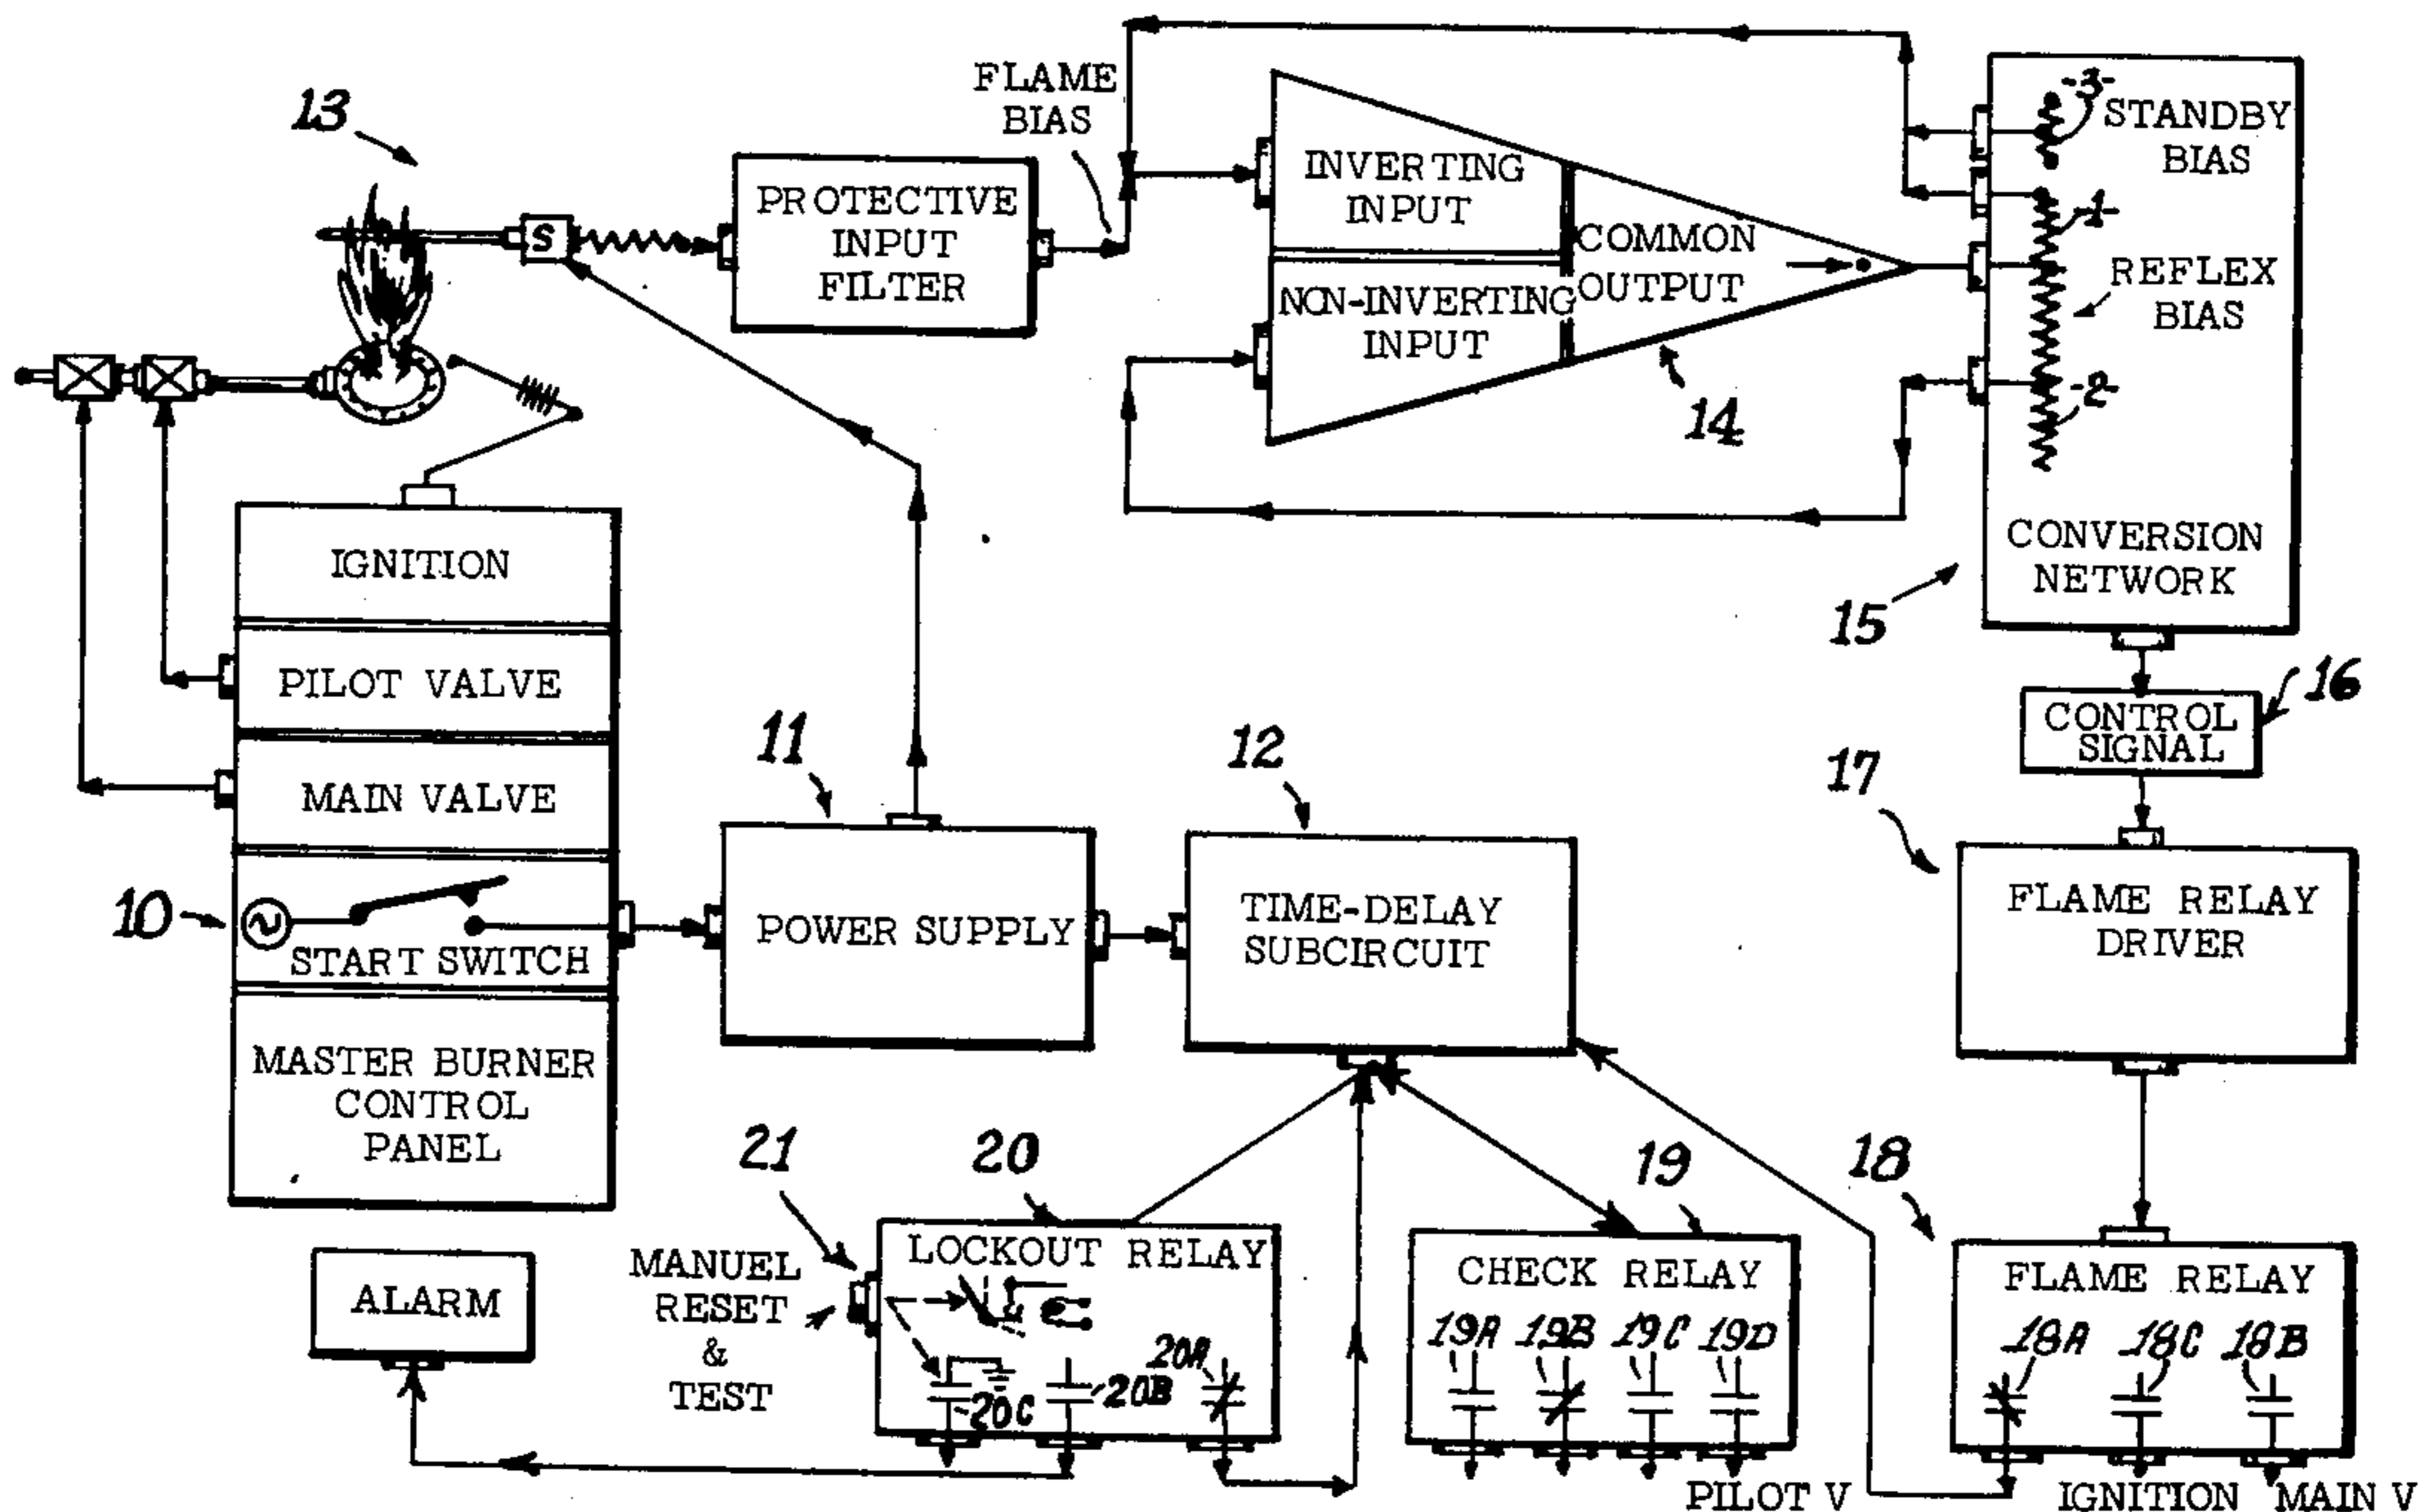 13
S
PROTECTIVE
INPUT
FILTER
FLAME
BIAS
INVERTING
INPUT
NON-INVERTING
INPUT
COMMON
OUTPUT
14
-3-
STANDBY
BIAS
-1-
REFLEX
BIAS
-2-
CONVERSION
NETWORK
15
CONTROL
SIGNAL
16
17
FLAME RELAY
DRIVER
IGNITION
PILOT VALVE
MAIN VALVE
10
START SWITCH
MASTER BURNER
CONTROL
PANEL
11
POWER SUPPLY
12
TIME-DELAY
SUBCIRCUIT
ALARM
21
MANUEL
RESET
&
TEST
20
LOCKOUT RELAY
20C
20B
20A
19
CHECK RELAY
19A
19B
19C
19D
PILOT V
18
FLAME RELAY
18A
18C
18B
IGNITION
MAIN V